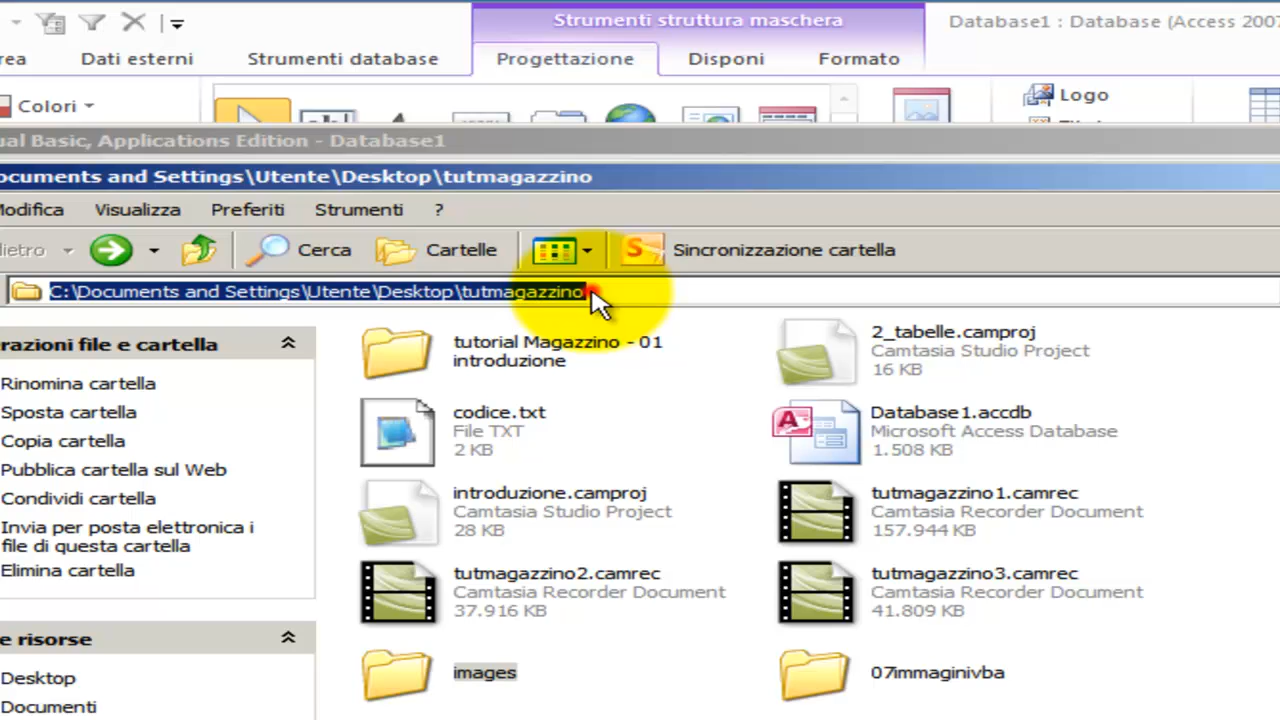 Strumenti struttura maschera
Database1 : Database (Access 2007
rea
Dati esterni
Strumenti database
Progettazione
Disponi
Formato
Colori
Logo
ual Basic, Applications Edition - Database1
ocuments and Settings\Utente\Desktop\tutmagazzino
Modifica
Visualizza
Preferiti
Strumenti
?
dietro
Cerca
Cartelle
Sincronizzazione cartella
C:\Documents and Settings\Utente\Desktop\tutmagazzino
razioni file e cartella
Rinomina cartella
Sposta cartella
Copia cartella
Pubblica cartella sul Web
Condividi cartella
Invia per posta elettronica i
file di questa cartella
Elimina cartella
e risorse
Desktop
Documenti
tutorial Magazzino - 01
introduzione
2_tabelle.camproj
Camtasia Studio Project
16 KB
codice.txt
File TXT
2 KB
Database1.accdb
Microsoft Access Database
1.508 KB
introduzione.camproj
Camtasia Studio Project
28 KB
tutmagazzino1.camrec
Camtasia Recorder Document
157.944 KB
tutmagazzino2.camrec
Camtasia Recorder Document
37.916 KB
tutmagazzino3.camrec
Camtasia Recorder Document
41.809 KB
images
07immaginivba